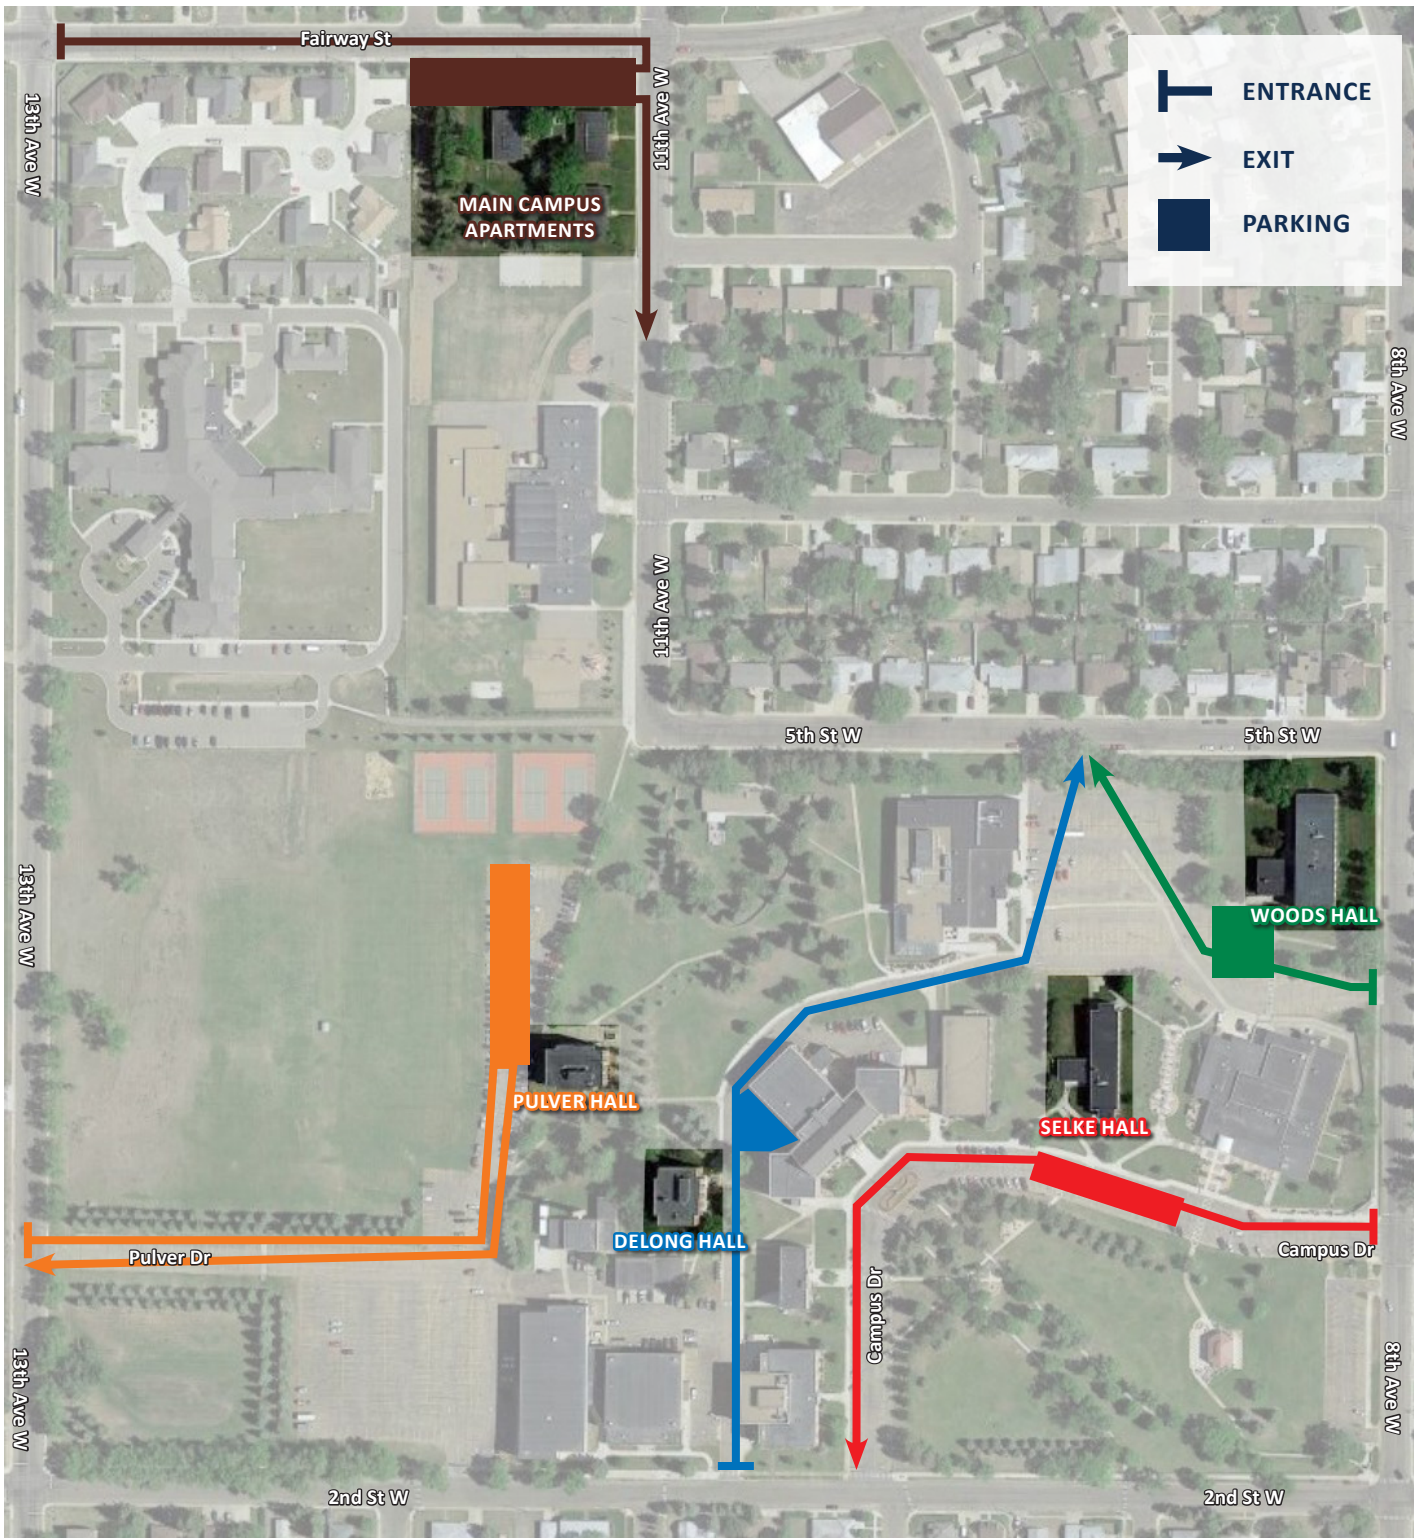 Fairway St
ENTRANCE
EXIT
PARKING
13th Ave W
11th Ave W
MAIN CAMPUS
APARTMENTS
8th Ave W
11th Ave W
5th St W
5th St W
13th Ave W
WOODS HALL
PULVER HALL
SELKE HALL
DELONG HALL
Pulver Dr
Campus Dr
Campus Dr
13th Ave W
8th Ave W
2nd St W
2nd St W